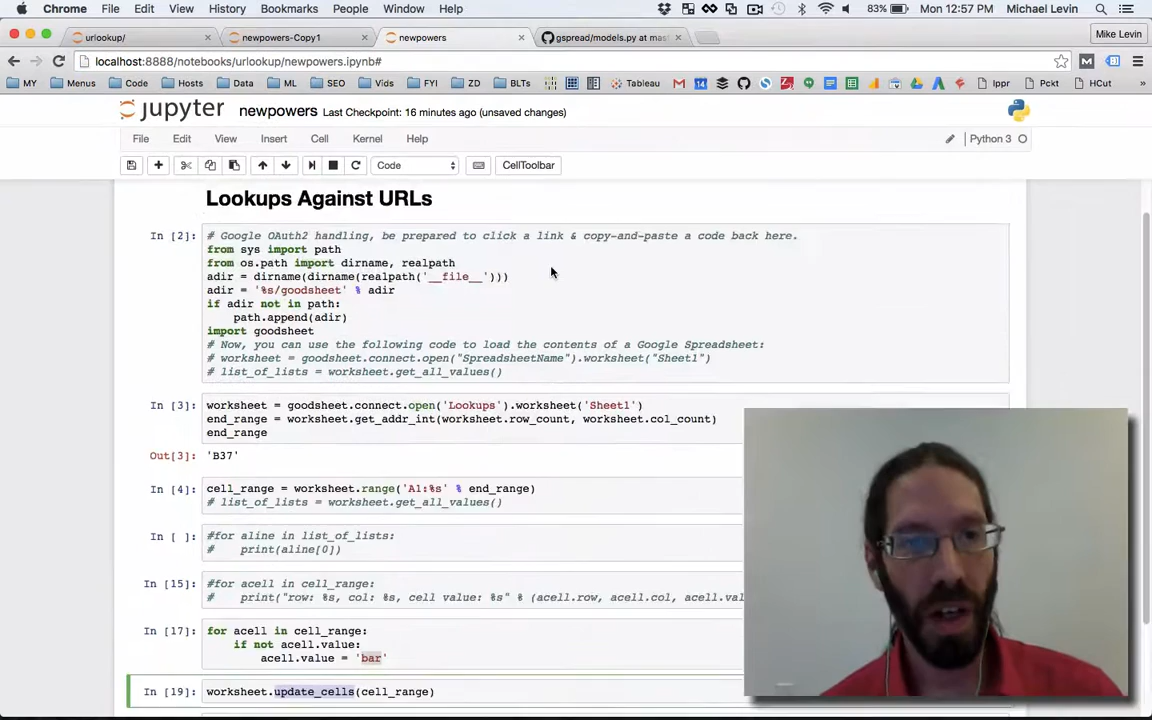 Chrome File Edit View History Bookmarks People Window Help 83% Mon 12:57 PM Michael Levin
urlookup/ newpowers-Copy1 newpowers gspread/models.py at mas Mike Levin
localhost:8888/notebooks/urlookup/newpowers.ipynb#
MY Menus Code Hosts Data ML SEO Vids FYI ZD BLTs Tableau Ippr Pckt HCut »
jupyter newpowers Last Checkpoint: 16 minutes ago (unsaved changes)
File Edit View Insert Cell Kernel Help Python 3
Code CellToolbar
Lookups Against URLs
In [2]: # Google OAuth2 handling, be prepared to click a link & copy-and-paste a code back here.
from sys import path
from os.path import dirname, realpath
adir = dirname(dirname(realpath('__file__')))
adir = '%s/goodsheet' % adir
if adir not in path:
path.append(adir)
import goodsheet
# Now, you can use the following code to load the contents of a Google Spreadsheet:
# worksheet = goodsheet.connect.open("SpreadsheetName").worksheet("Sheet1")
# list_of_lists = worksheet.get_all_values()
In [3]: worksheet = goodsheet.connect.open('Lookups').worksheet('Sheet1')
end_range = worksheet.get_addr_int(worksheet.row_count, worksheet.col_count)
end_range
Out[3]: 'B37'
In [4]: cell_range = worksheet.range('A1:%s' % end_range)
# list_of_lists = worksheet.get_all_values()
In [ ]: #for aline in list_of_lists:
# print(aline[0])
In [15]: #for acell in cell_range:
# print("row: %s, col: %s, cell value: %s" % (acell.row, acell.col, acell.val
In [17]: for acell in cell_range:
if not acell.value:
acell.value = 'bar'
In [19]: worksheet.update_cells(cell_range)